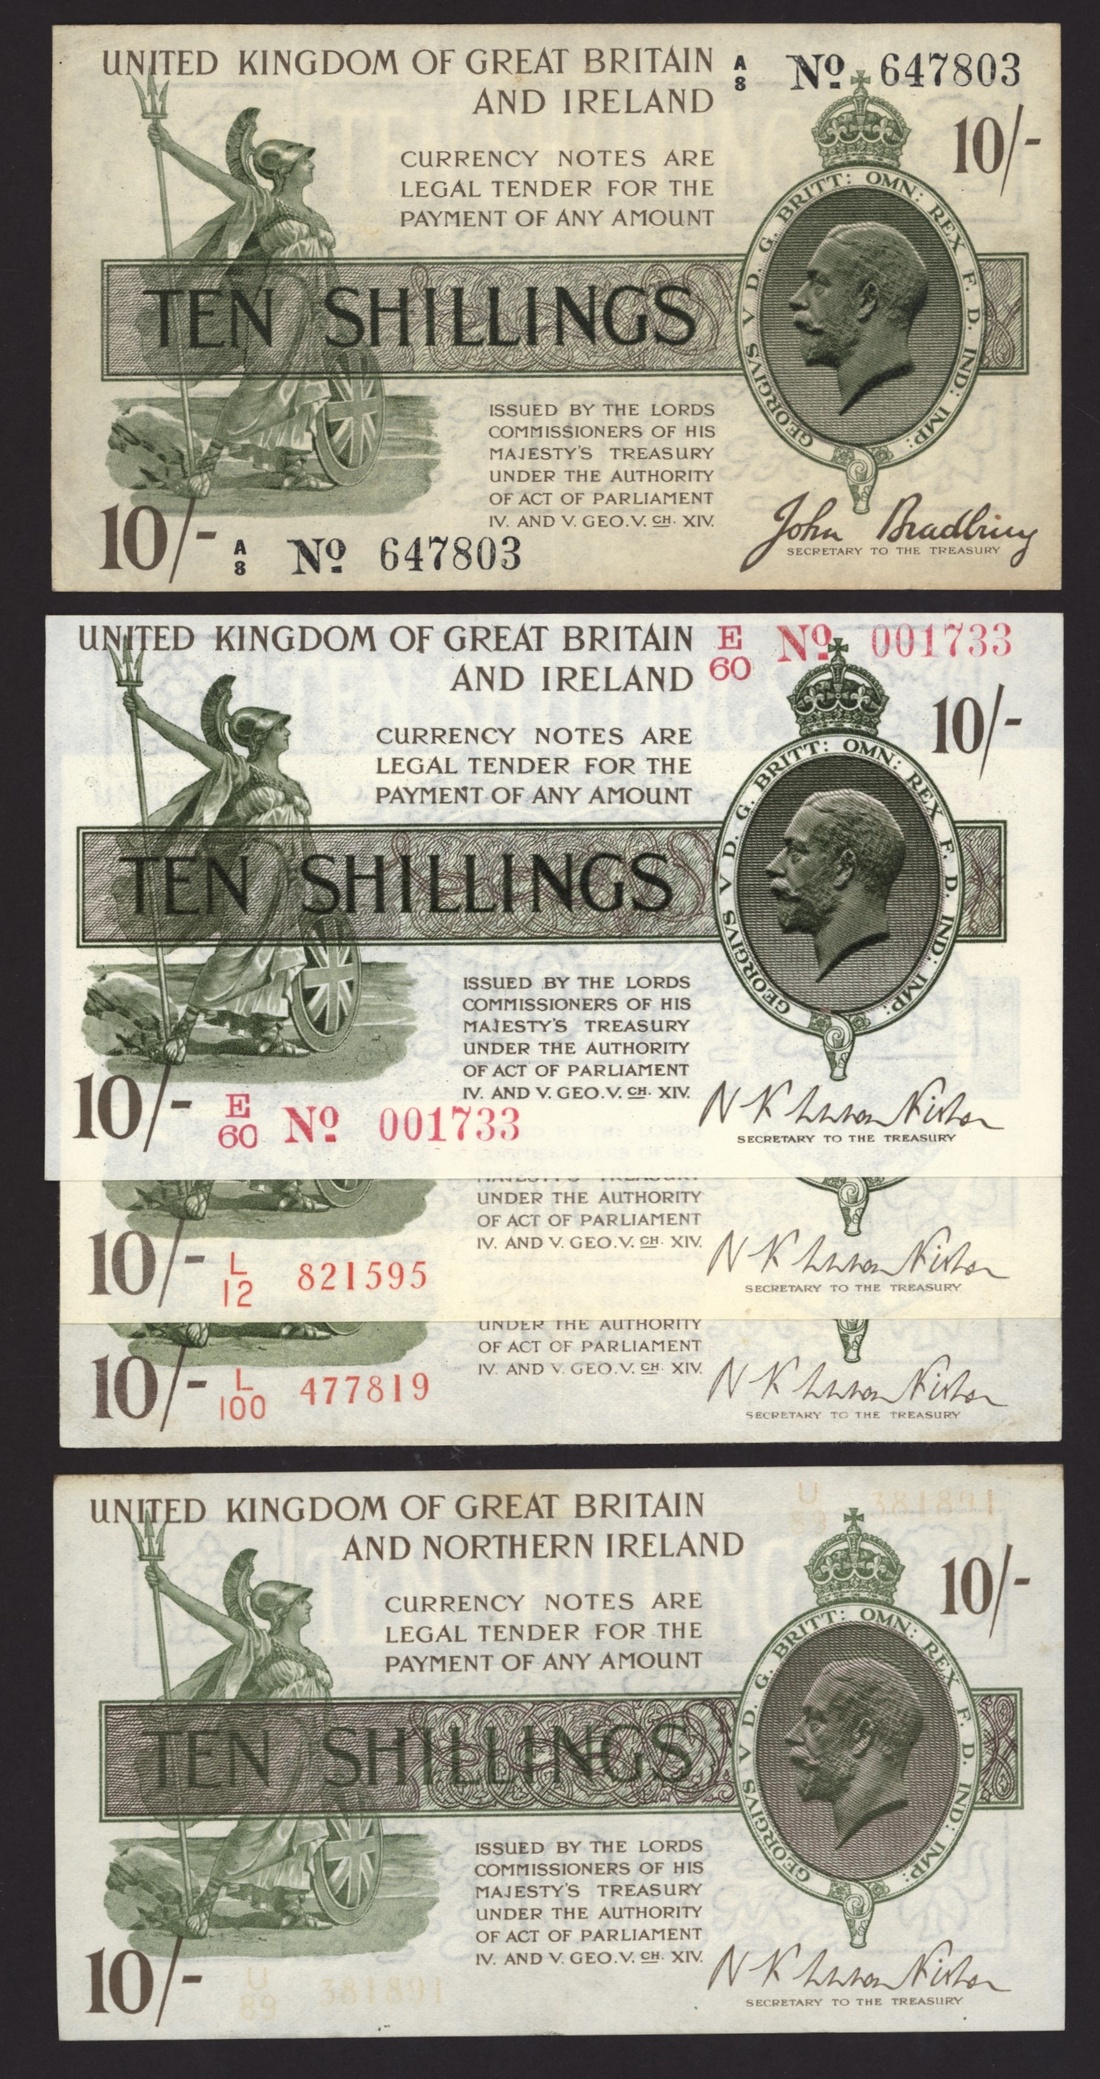 UNITED KINGDOM OF GREAT BRITAIN A/8 No 647803
AND IRELAND
10/-
CURRENCY NOTES ARE
LEGAL TENDER FOR THE
PAYMENT OF ANY AMOUNT
GEORGIVS V D. G. BRITT: OMN: REX F. D. IND: IMP:
TEN SHILLINGS
ISSUED BY THE LORDS
COMMISSIONERS OF HIS
MAJESTY'S TREASURY
UNDER THE AUTHORITY
OF ACT OF PARLIAMENT
IV. AND V. GEO.V. CH. XIV.
John Bradbury
SECRETARY TO THE TREASURY
10/- A/8 No 647803
UNITED KINGDOM OF GREAT BRITAIN E/60 No 001733
AND IRELAND
10/-
CURRENCY NOTES ARE
LEGAL TENDER FOR THE
PAYMENT OF ANY AMOUNT
GEORGIVS V D. G. BRITT: OMN: REX F. D. IND: IMP:
TEN SHILLINGS
ISSUED BY THE LORDS
COMMISSIONERS OF HIS
MAJESTY'S TREASURY
UNDER THE AUTHORITY
OF ACT OF PARLIAMENT
IV. AND V. GEO.V. CH. XIV.
N K Warren Fisher
SECRETARY TO THE TREASURY
10/- E/60 No 001733
UNDER THE AUTHORITY
OF ACT OF PARLIAMENT
IV. AND V. GEO.V. CH. XIV.
N K Warren Fisher
SECRETARY TO THE TREASURY
10/- L/12 821595
UNDER THE AUTHORITY
OF ACT OF PARLIAMENT
IV. AND V. GEO.V. CH. XIV.
N K Warren Fisher
SECRETARY TO THE TREASURY
10/- L/100 477819
UNITED KINGDOM OF GREAT BRITAIN U/89 381891
AND NORTHERN IRELAND
10/-
CURRENCY NOTES ARE
LEGAL TENDER FOR THE
PAYMENT OF ANY AMOUNT
GEORGIVS V D. G. BRITT: OMN: REX F. D. IND: IMP:
TEN SHILLINGS
ISSUED BY THE LORDS
COMMISSIONERS OF HIS
MAJESTY'S TREASURY
UNDER THE AUTHORITY
OF ACT OF PARLIAMENT
IV. AND V. GEO.V. CH. XIV.
N K Warren Fisher
SECRETARY TO THE TREASURY
10/- U/89 381891